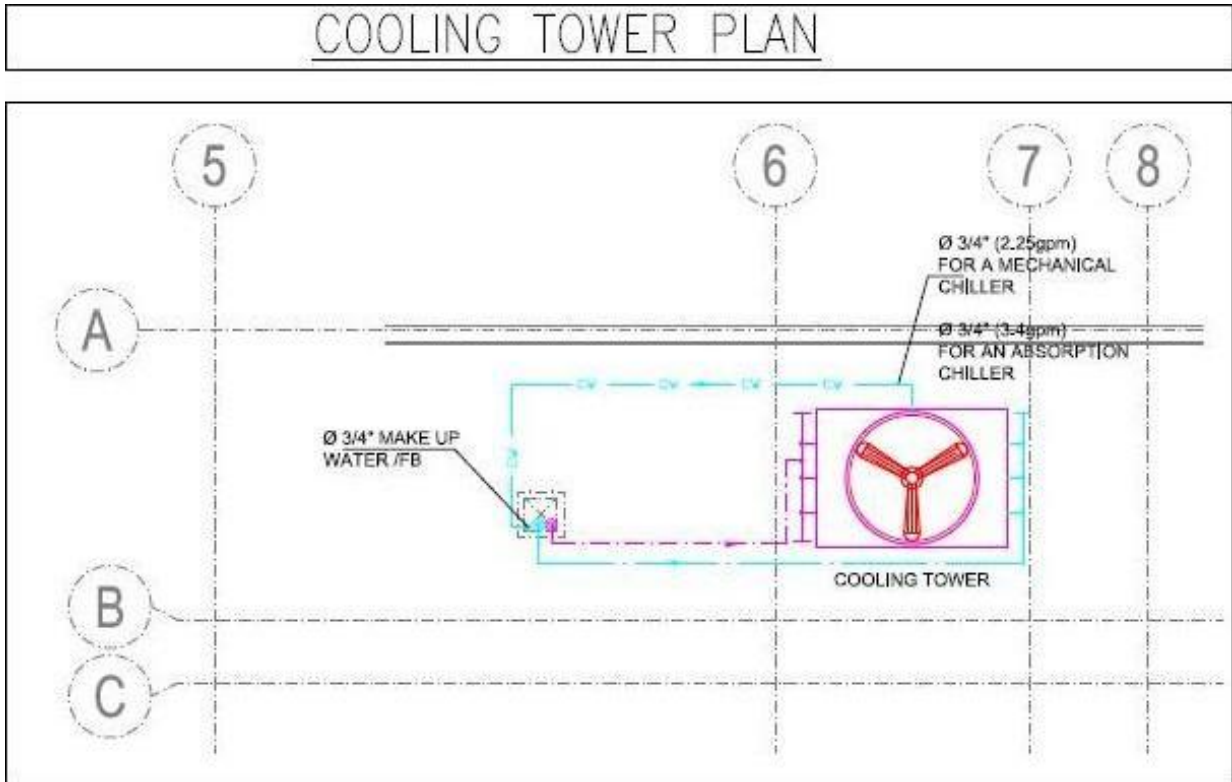 COOLING TOWER PLAN
5
6
7
8
Ø 3/4" (2.25gpm)
FOR A MECHANICAL
CHILLER
A
Ø 3/4" (3.4gpm)
FOR AN ABSORPTION
CHILLER
CW CW CW CW
Ø 3/4" MAKE UP
WATER /FB
CW
COOLING TOWER
B
C